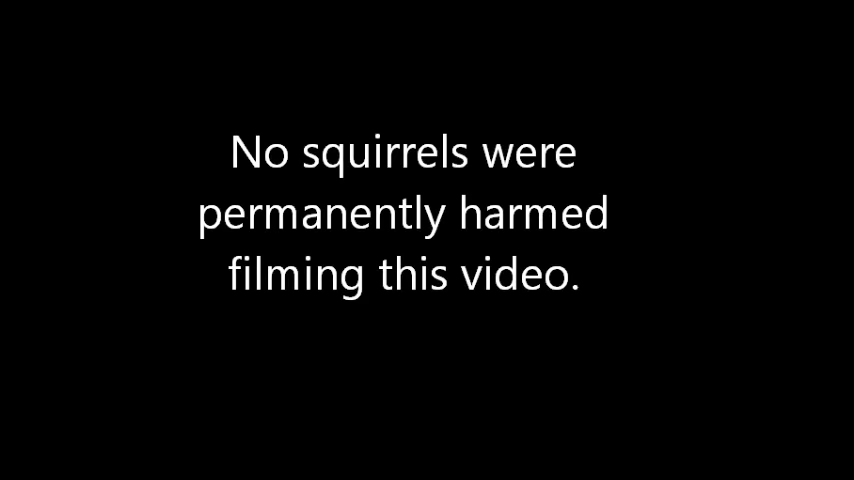 No squirrels were
permanently harmed
filming this video.